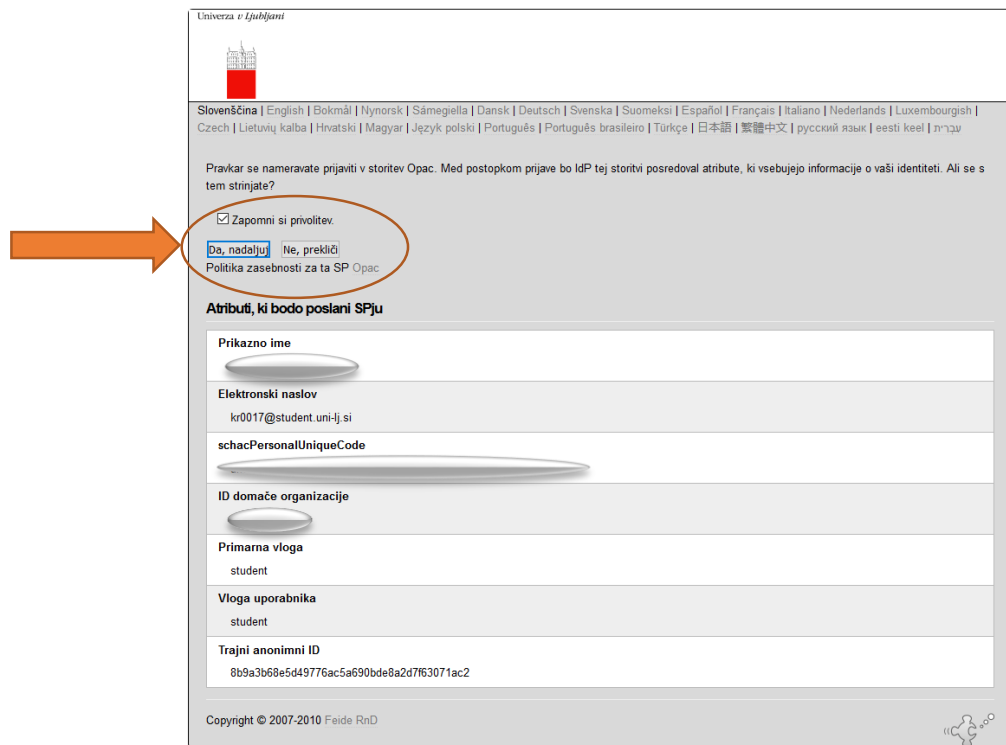 Univerza v Ljubljani
Slovenščina | English | Bokmål | Nynorsk | Sámegiella | Dansk | Deutsch | Svenska | Suomeksi | Español | Français | Italiano | Nederlands | Luxembourgish |
Czech | Lietuvių kalba | Hrvatski | Magyar | Język polski | Português | Português brasileiro | Türkçe | 日本語 | 繁體中文 | русский язык | eesti keel | עברית
Pravkar se nameravate prijaviti v storitev Opac. Med postopkom prijave bo IdP tej storitvi posredoval atribute, ki vsebujejo informacije o vaši identiteti. Ali se s
tem strinjate?
Zapomni si privolitev.
Da, nadaljuj Ne, prekliči
Politika zasebnosti za ta SP Opac
Atributi, ki bodo poslani SPju
Prikazno ime
Elektronski naslov
kr0017@student.uni-lj.si
schacPersonalUniqueCode
ID domače organizacije
Primarna vloga
student
Vloga uporabnika
student
Trajni anonimni ID
8b9a3b68e5d49776ac5a690bde8a2d7f63071ac2
Copyright © 2007-2010 Feide RnD